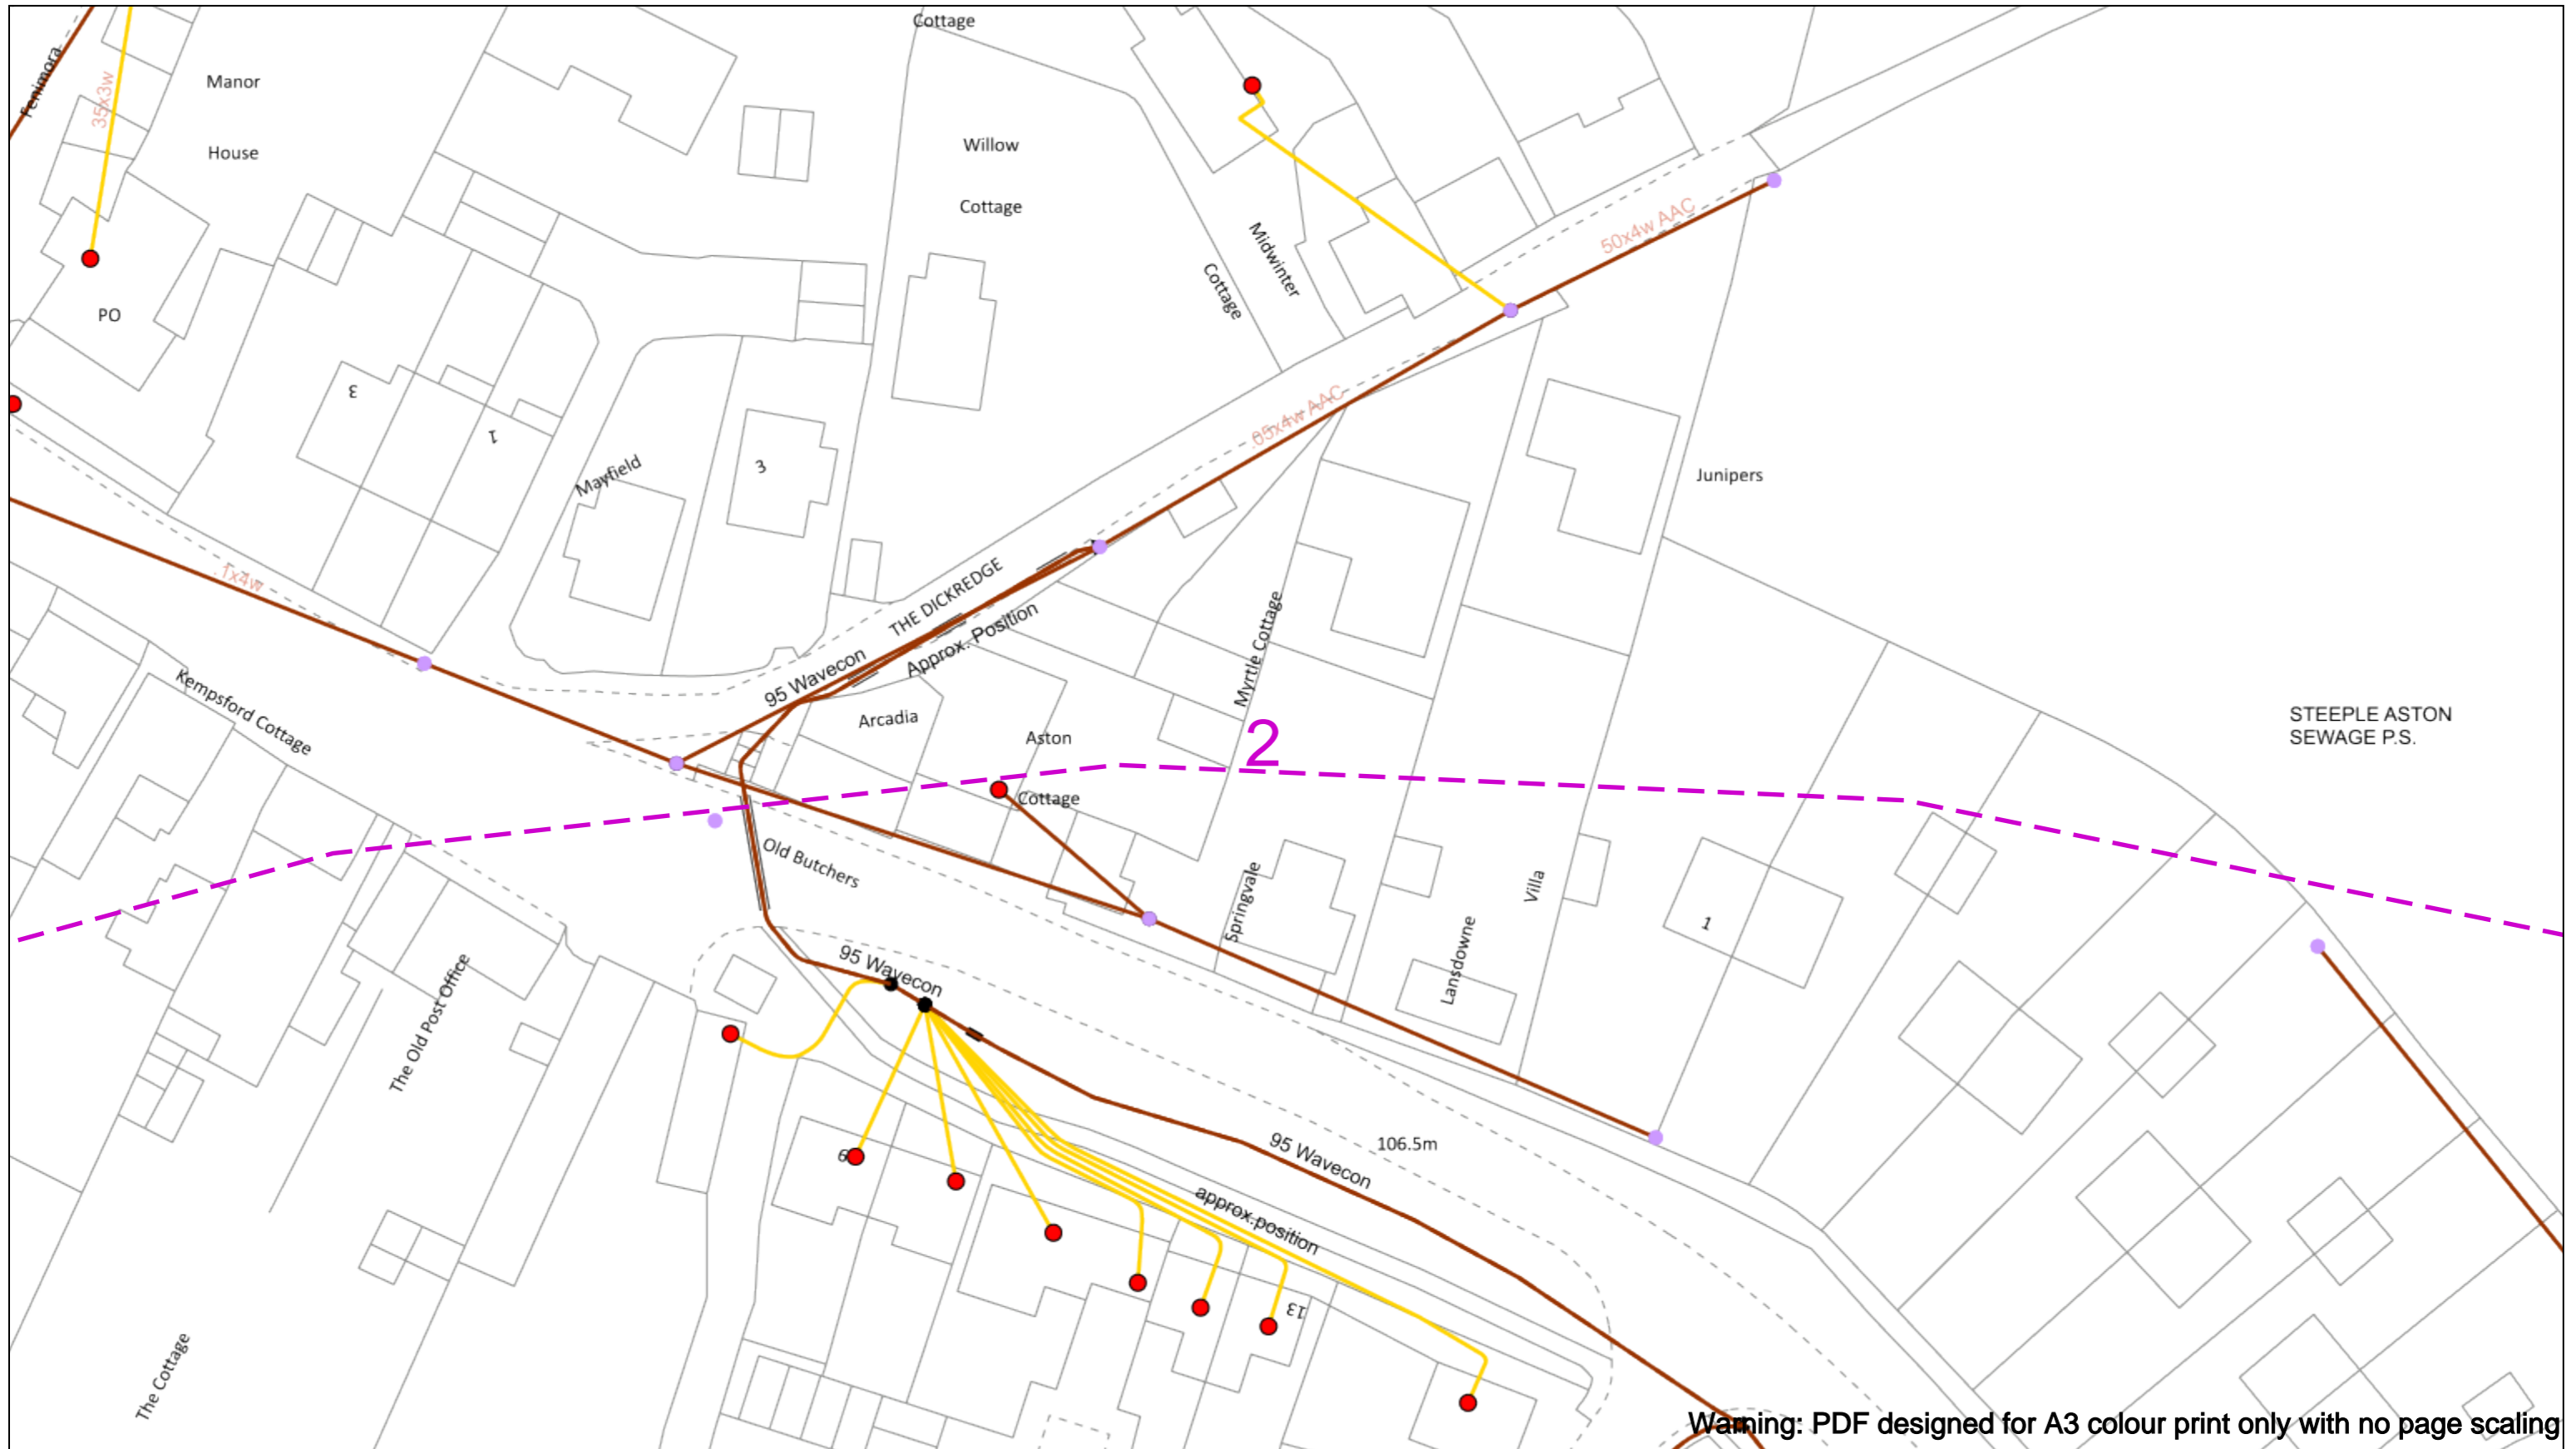 Cottage
Fenimora
35x3w
Manor
House
PO
Willow
Cottage
Midwinter
Cottage
50x4w AAC
.05x4w AAC
3
1
Mayfield
3
Junipers
.1x4w
THE DICKREDGE
Approx. Position
95 Wavecon
Arcadia
Aston
Cottage
Myrtle Cottage
2
Kempsford Cottage
STEEPLE ASTON
SEWAGE P.S.
Old Butchers
Springvale
Villa
Lansdowne
1
The Old Post Office
95 Wavecon
95 Wavecon
106.5m
9
approx.position
13
The Cottage
Warning: PDF designed for A3 colour print only with no page scaling